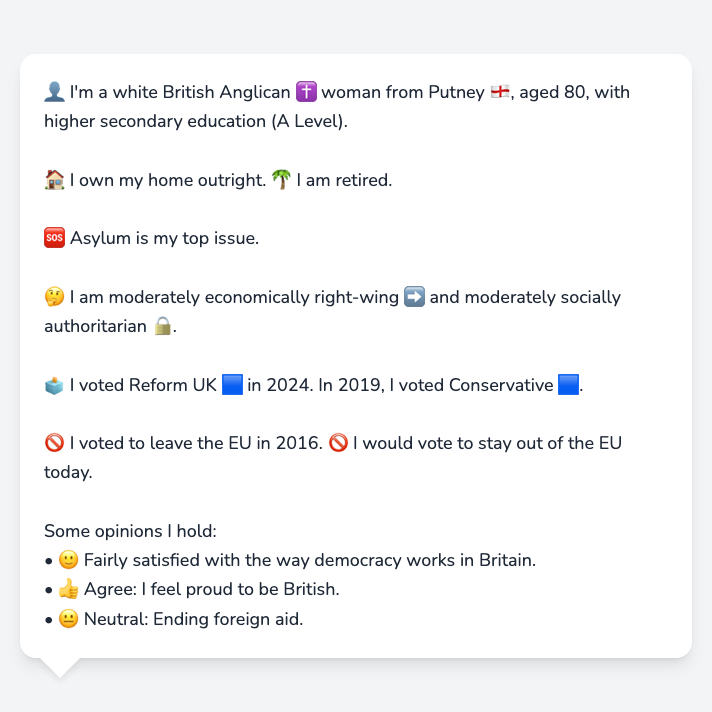 👤 I'm a white British Anglican ✝️ woman from Putney 🏴󠁧󠁢󠁥󠁮󠁧󠁿, aged 80, with
higher secondary education (A Level).
🏠 I own my home outright. 🌴 I am retired.
🆘 Asylum is my top issue.
🤔 I am moderately economically right-wing ➡️ and moderately socially
authoritarian 🔒.
🗳️ I voted Reform UK 🟦 in 2024. In 2019, I voted Conservative 🟦.
🚫 I voted to leave the EU in 2016. 🚫 I would vote to stay out of the EU
today.
Some opinions I hold:
• 🙂 Fairly satisfied with the way democracy works in Britain.
• 👍 Agree: I feel proud to be British.
• 😐 Neutral: Ending foreign aid.